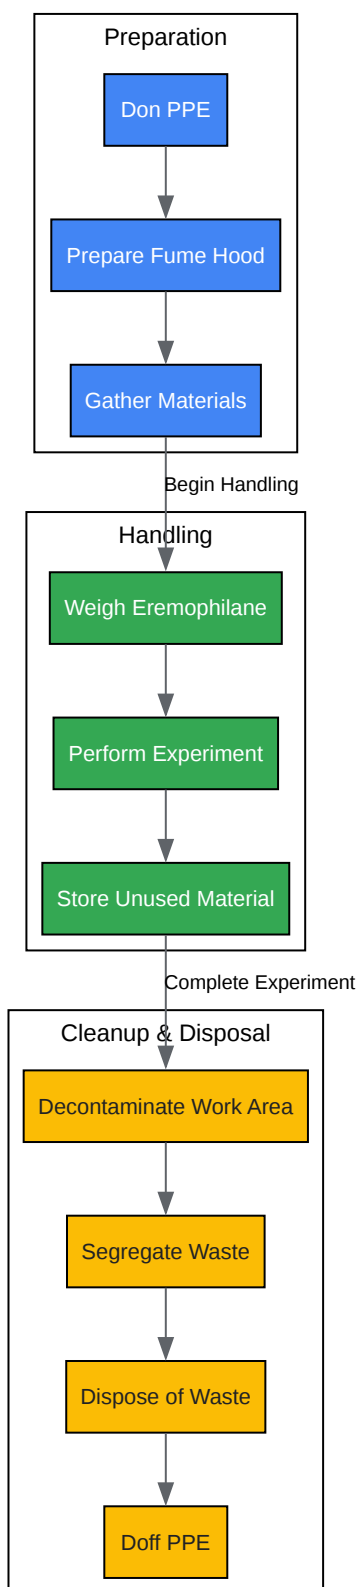 Preparation
Don PPE
Prepare Fume Hood
Gather Materials
Begin Handling
Handling
Weigh Eremophilane
Perform Experiment
Store Unused Material
Complete Experiment
Cleanup & Disposal
Decontaminate Work Area
Segregate Waste
Dispose of Waste
Doff PPE